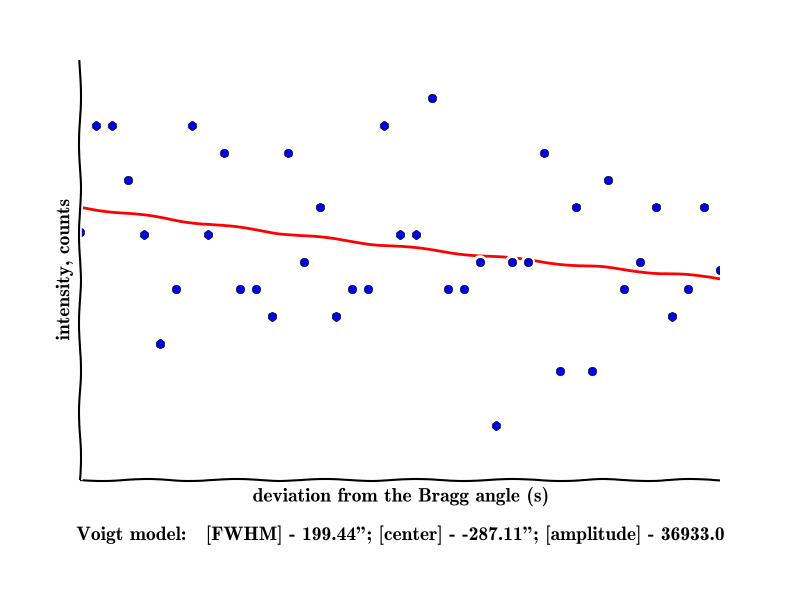 intensity, counts
deviation from the Bragg angle (s)
Voigt model: [FWHM] - 199.44”; [center] - -287.11”; [amplitude] - 36933.0